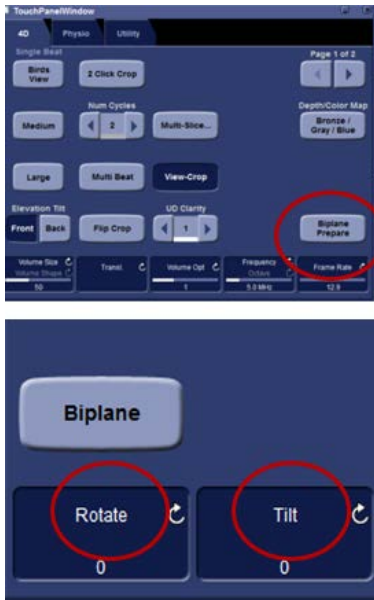 TouchPanelWindow
4D Physio Utility
Single Beat Page 1 of 2
Birds View 2 Click Crop
Num Cycles Depth/Color Map
Medium 2 Multi-Slice... Bronze / Gray / Blue
Large Multi Beat View-Crop
Elevation Tilt UD Clarity
Front Back Flip Crop 1 Biplane Prepare
Volume Size Transl. Volume Opt Frequency Frame Rate
Volume Shape Octave
50 1 5.0 MHz 12.9
Biplane
Rotate Tilt
0 0